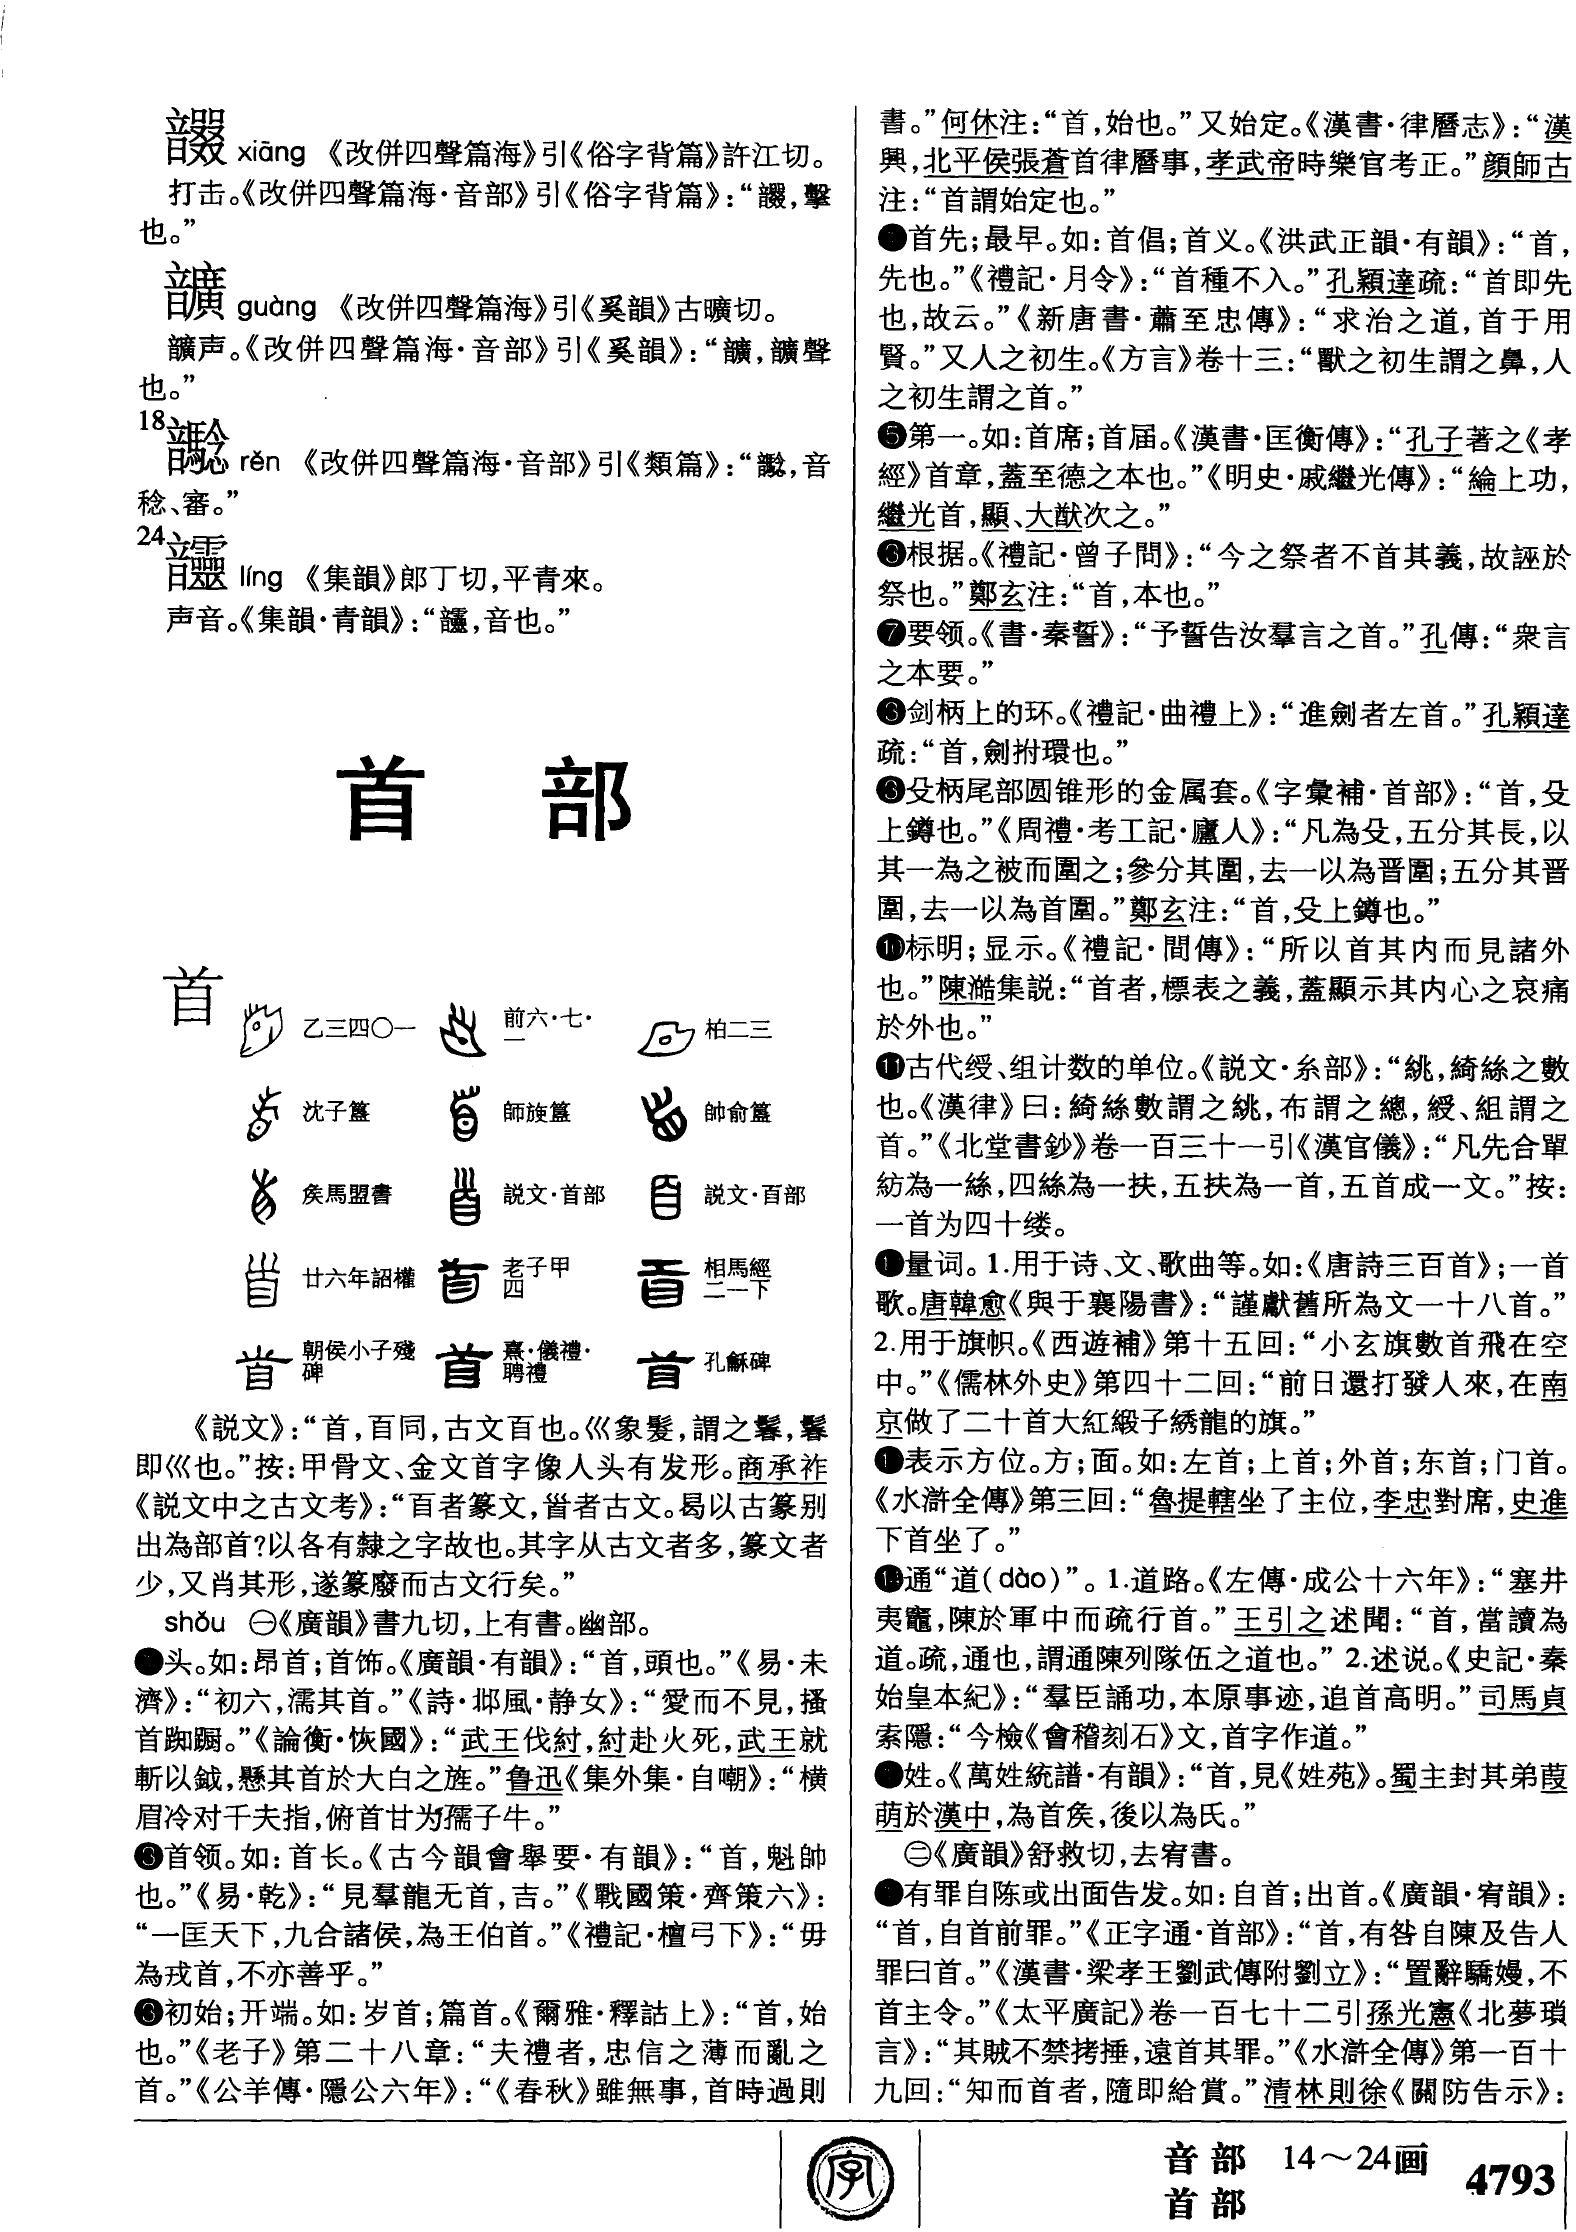 xiāng 《改併四聲篇海》引《俗字背篇》許江切。
打击。《改併四聲篇海·音部》引《俗字背篇》：“，擊
也。”
guàng 《改併四聲篇海》引《奚韻》古曠切。
声。《改併四聲篇海·音部》引《奚韻》：“，聲
也。”
18
rěn 《改併四聲篇海·音部》引《類篇》：“，音
稔、審。”
24
líng 《集韻》郎丁切，平青來。
声音。《集韻·青韻》：“，音也。”
首 部
首
乙三四〇一 前六·七·一 柏二三
沈子簋 師旋簋 帥俞簋
矦馬盟書 説文·首部 説文·𦣻部
廿六年詔權 老子甲四 相馬經二一下
朝侯小子殘碑 熹·儀禮·聘禮 孔龢碑
《説文》：“首，𦣻同，古文𦣻也。巛象髮，謂之鬊，鬊
即巛也。”按：甲骨文、金文首字像人头有发形。商承祚
《説文中之古文考》：“𦣻者篆文，𩠐者古文。曷以古篆别
出為部首?以各有隸之字故也。其字从古文者多，篆文者
少，又肖其形，遂篆廢而古文行矣。”
shǒu ㊀《廣韻》書九切，上有書。幽部。
❶头。如：昂首；首饰。《廣韻·有韻》：“首，頭也。”《易·未
濟》：“初六，濡其首。”《詩·邶風·静女》：“愛而不見，搔
首踟蹰。”《論衡·恢國》：“武王伐紂，紂赴火死，武王就
斬以鉞，懸其首於大白之旌。”鲁迅《集外集·自嘲》：“横
眉冷对千夫指，俯首甘为孺子牛。”
❷首领。如：首长。《古今韻會舉要·有韻》：“首，魁帥
也。”《易·乾》：“見羣龍无首，吉。”《戰國策·齊策六》：
“一匡天下，九合諸侯，為王伯首。”《禮記·檀弓下》：“毋
為戎首，不亦善乎。”
❸初始；开端。如：岁首；篇首。《爾雅·釋詁上》：“首，始
也。”《老子》第二十八章：“夫禮者，忠信之薄而亂之
首。”《公羊傳·隱公六年》：“《春秋》雖無事，首時過則
書。”何休注：“首，始也。”又始定。《漢書·律曆志》：“漢
興，北平侯張蒼首律曆事，孝武帝時樂官考正。”顔師古
注：“首謂始定也。”
❹首先；最早。如：首倡；首义。《洪武正韻·有韻》：“首，
先也。”《禮記·月令》：“首種不入。”孔穎達疏：“首即先
也，故云。”《新唐書·蕭至忠傳》：“求治之道，首于用
賢。”又人之初生。《方言》卷十三：“獸之初生謂之鼻，人
之初生謂之首。”
❺第一。如：首席；首届。《漢書·匡衡傳》：“孔子著之《孝
經》首章，蓋至德之本也。”《明史·戚繼光傳》：“綸上功，
繼光首，顯、大猷次之。”
❻根据。《禮記·曾子問》：“今之祭者不首其義，故誣於
祭也。”鄭玄注：“首，本也。”
❼要领。《書·秦誓》：“予誓告汝羣言之首。”孔傳：“衆言
之本要。”
❽剑柄上的环。《禮記·曲禮上》：“進劍者左首。”孔穎達
疏：“首，劍拊環也。”
❾殳柄尾部圆锥形的金属套。《字彙補·首部》：“首，殳
上鐏也。”《周禮·考工記·廬人》：“凡為殳，五分其長，以
其一為之被而圍之；參分其圍，去一以為晋圍；五分其晋
圍，去一以為首圍。”鄭玄注：“首，殳上鐏也。”
❿标明；显示。《禮記·間傳》：“所以首其内而見諸外
也。”陳澔集説：“首者，標表之義，蓋顯示其内心之哀痛
於外也。”
⓫古代绶、组计数的单位。《説文·糸部》：“絩，綺絲之數
也。《漢律》曰：綺絲數謂之絩，布謂之總，綬、組謂之
首。”《北堂書鈔》卷一百三十一引《漢官儀》：“凡先合單
紡為一絲，四絲為一扶，五扶為一首，五首成一文。”按：
一首为四十缕。
⓬量词。1.用于诗、文、歌曲等。如：《唐詩三百首》；一首
歌。唐韓愈《與于襄陽書》：“謹獻舊所為文一十八首。”
2.用于旗帜。《西遊補》第十五回：“小玄旗數首飛在空
中。”《儒林外史》第四十二回：“前日還打發人來，在南
京做了二十首大紅緞子綉龍的旗。”
⓭表示方位。方；面。如：左首；上首；外首；东首；门首。
《水滸全傳》第三回：“魯提轄坐了主位，李忠對席，史進
下首坐了。”
⓮通“道(dào)”。1.道路。《左傳·成公十六年》：“塞井
夷竈，陳於軍中而疏行首。”王引之述聞：“首，當讀為
道。疏，通也，謂通陳列隊伍之道也。”2.述说。《史記·秦
始皇本紀》：“羣臣誦功，本原事迹，追首高明。”司馬貞
索隱：“今檢《會稽刻石》文，首字作道。”
⓯姓。《萬姓統譜·有韻》：“首，見《姓苑》。蜀主封其弟葭
萌於漢中，為首矦，後以為氏。”
㊁《廣韻》舒救切，去宥書。
❶有罪自陈或出面告发。如：自首；出首。《廣韻·宥韻》：
“首，自首前罪。”《正字通·首部》：“首，有咎自陳及告人
罪曰首。”《漢書·梁孝王劉武傳附劉立》：“置辭驕嫚，不
首主令。”《太平廣記》卷一百七十二引孫光憲《北夢瑣
言》：“其賊不禁拷捶，遠首其罪。”《水滸全傳》第一百十
九回：“知而首者，隨即給賞。”清林則徐《關防告示》：
字
音部 14～24画
首部
4793